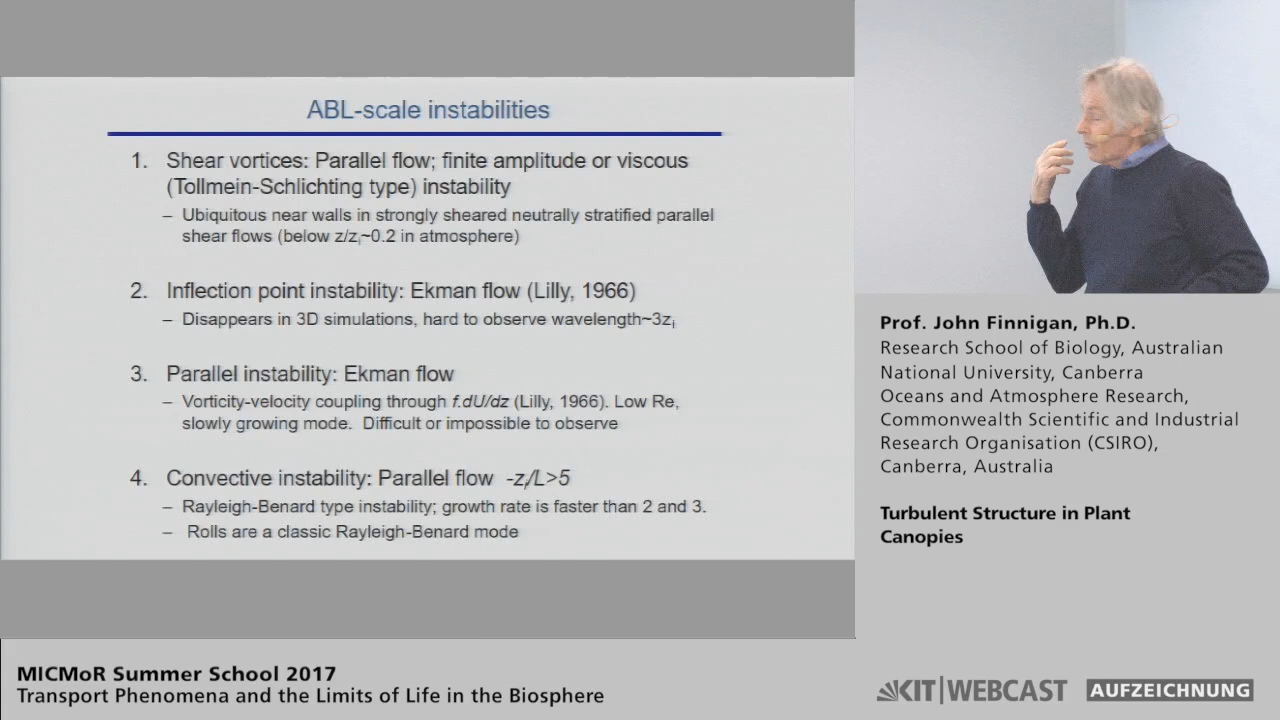 ABL-scale instabilities
1. Shear vortices: Parallel flow; finite amplitude or viscous
(Tollmein-Schlichting type) instability
– Ubiquitous near walls in strongly sheared neutrally stratified parallel
shear flows (below z/zi~0.2 in atmosphere)
2. Inflection point instability: Ekman flow (Lilly, 1966)
– Disappears in 3D simulations, hard to observe wavelength~3zi
3. Parallel instability: Ekman flow
– Vorticity-velocity coupling through f.dU/dz (Lilly, 1966). Low Re,
slowly growing mode. Difficult or impossible to observe
4. Convective instability: Parallel flow -zi/L>5
– Rayleigh-Benard type instability; growth rate is faster than 2 and 3.
– Rolls are a classic Rayleigh-Benard mode
Prof. John Finnigan, Ph.D.
Research School of Biology, Australian
National University, Canberra
Oceans and Atmosphere Research,
Commonwealth Scientific and Industrial
Research Organisation (CSIRO),
Canberra, Australia
Turbulent Structure in Plant
Canopies
MICMoR Summer School 2017
Transport Phenomena and the Limits of Life in the Biosphere
KIT|WEBCAST AUFZEICHNUNG